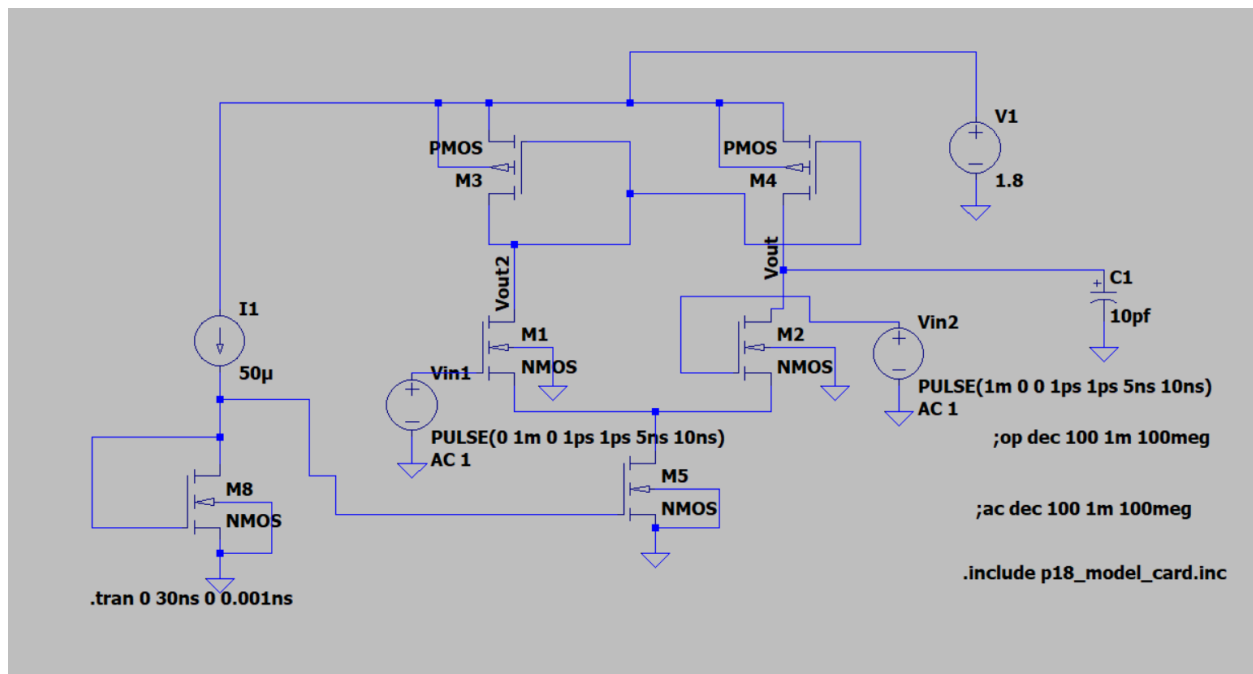 V1
1.8
PMOS
M3
PMOS
M4
Vout2
Vout
C1
10pf
I1
50µ
M1
NMOS
M2
NMOS
Vin2
PULSE(1m 0 0 1ps 1ps 5ns 10ns)
AC 1
Vin1
PULSE(0 1m 0 1ps 1ps 5ns 10ns)
AC 1
;op dec 100 1m 100meg
M8
NMOS
M5
NMOS
;ac dec 100 1m 100meg
.include p18_model_card.inc
.tran 0 30ns 0 0.001ns